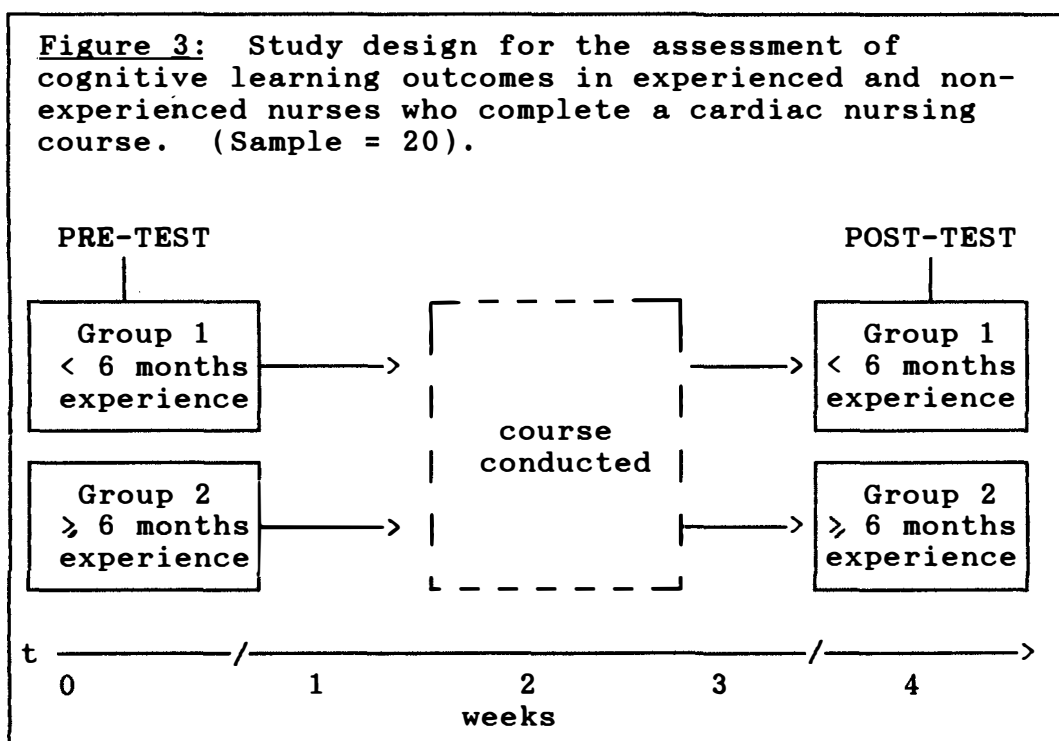 Figure 3: Study design for the assessment of
cognitive learning outcomes in experienced and non-
experienced nurses who complete a cardiac nursing
course. (Sample = 20).
PRE-TEST
POST-TEST
Group 1
< 6 months
experience
Group 2
⩾ 6 months
experience
course
conducted
Group 1
< 6 months
experience
Group 2
⩾ 6 months
experience
t
0 1 2 3 4
weeks